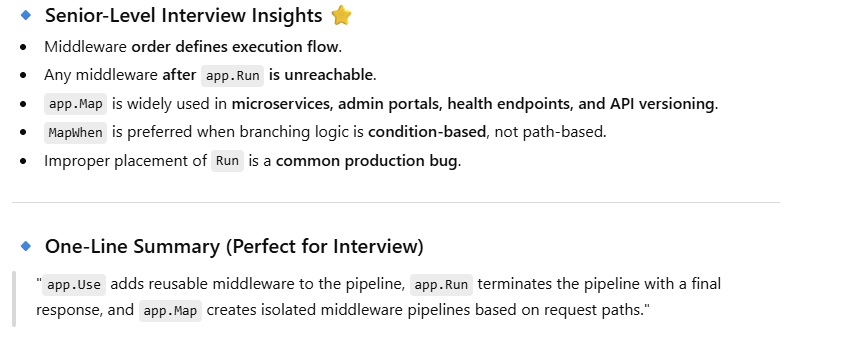 Senior-Level Interview Insights ⭐
Middleware order defines execution flow.
Any middleware after app.Run is unreachable.
app.Map is widely used in microservices, admin portals, health endpoints, and API versioning.
MapWhen is preferred when branching logic is condition-based, not path-based.
Improper placement of Run is a common production bug.
One-Line Summary (Perfect for Interview)
"app.Use adds reusable middleware to the pipeline, app.Run terminates the pipeline with a final
response, and app.Map creates isolated middleware pipelines based on request paths."